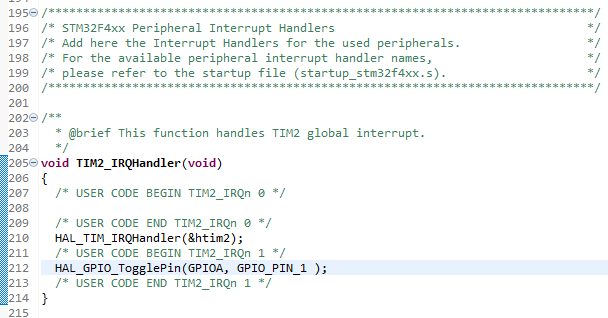 195 /******************************************************************************/
196 /* STM32F4xx Peripheral Interrupt Handlers                                    */
197 /* Add here the Interrupt Handlers for the used peripherals.                  */
198 /* For the available peripheral interrupt handler names,                      */
199 /* please refer to the startup file (startup_stm32f4xx.s).                    */
200 /******************************************************************************/
201
202 /**
203   * @brief This function handles TIM2 global interrupt.
204   */
205 void TIM2_IRQHandler(void)
206 {
207   /* USER CODE BEGIN TIM2_IRQn 0 */
208
209   /* USER CODE END TIM2_IRQn 0 */
210   HAL_TIM_IRQHandler(&htim2);
211   /* USER CODE BEGIN TIM2_IRQn 1 */
212   HAL_GPIO_TogglePin(GPIOA, GPIO_PIN_1 );
213   /* USER CODE END TIM2_IRQn 1 */
214 }
215